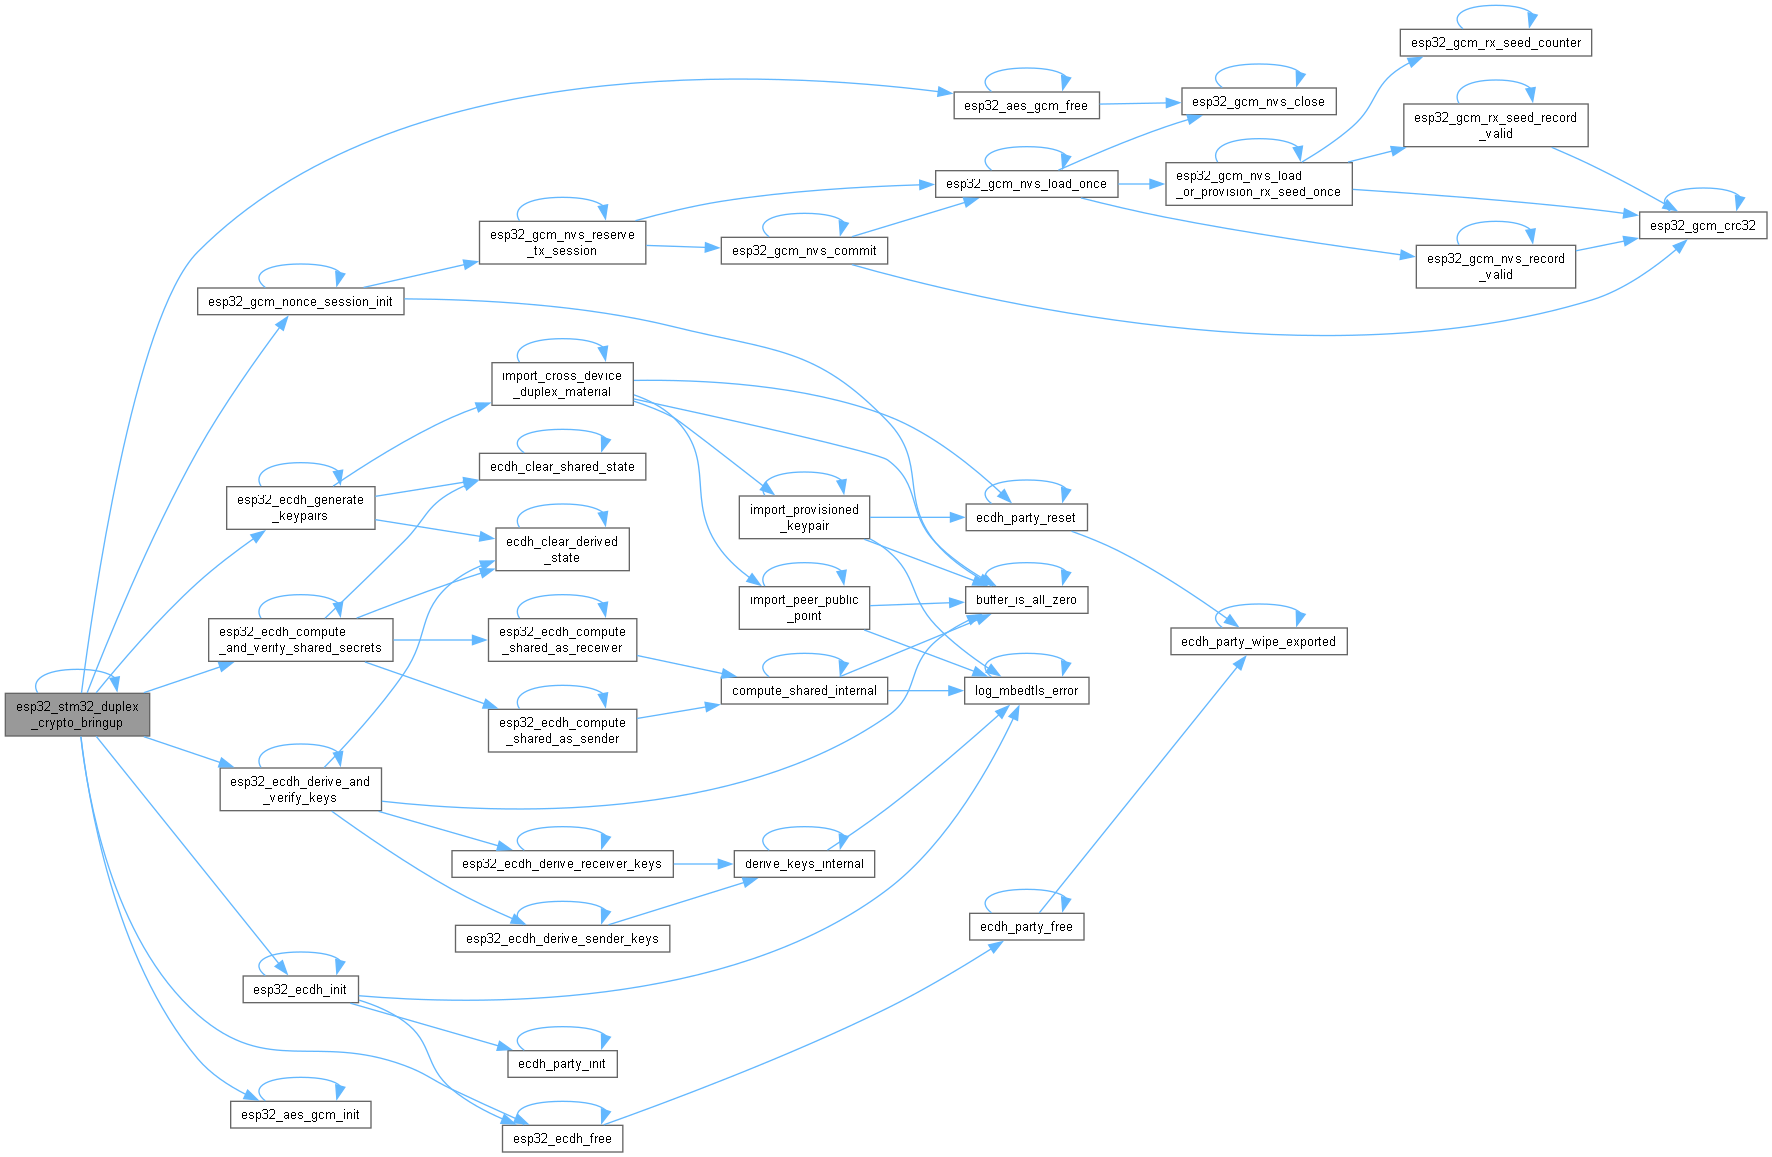 esp32_gcm_rx_seed_counter
esp32_aes_gcm_free
esp32_gcm_nvs_close
esp32_gcm_rx_seed_record
_valid
esp32_gcm_nvs_load_once
esp32_gcm_nvs_load
_or_provision_rx_seed_once
esp32_gcm_crc32
esp32_gcm_nvs_reserve
_tx_session
esp32_gcm_nvs_commit
esp32_gcm_nvs_record
_valid
esp32_gcm_nonce_session_init
import_cross_device
_duplex_material
ecdh_clear_shared_state
esp32_ecdh_generate
_keypairs
import_provisioned
_keypair
ecdh_party_reset
ecdh_clear_derived
_state
import_peer_public
_point
buffer_is_all_zero
esp32_ecdh_compute
_and_verify_shared_secrets
esp32_ecdh_compute
_shared_as_receiver
ecdh_party_wipe_exported
compute_shared_internal
log_mbedtls_error
esp32_stm32_duplex
_crypto_bringup
esp32_ecdh_compute
_shared_as_sender
esp32_ecdh_derive_and
_verify_keys
esp32_ecdh_derive_receiver_keys
derive_keys_internal
esp32_ecdh_derive_sender_keys
ecdh_party_free
esp32_ecdh_init
ecdh_party_init
esp32_aes_gcm_init
esp32_ecdh_free